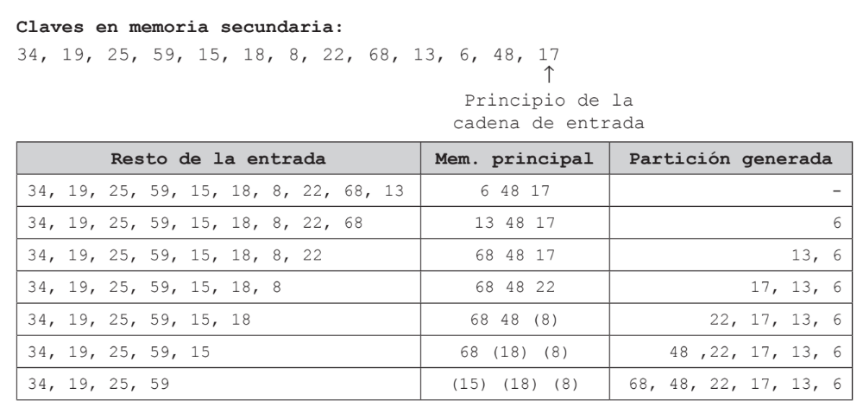 Claves en memoria secundaria:
34, 19, 25, 59, 15, 18, 8, 22, 68, 13, 6, 48, 17
↑
Principio de la
cadena de entrada
Resto de la entrada Mem. principal Partición generada
34, 19, 25, 59, 15, 18, 8, 22, 68, 13 6 48 17 -
34, 19, 25, 59, 15, 18, 8, 22, 68 13 48 17 6
34, 19, 25, 59, 15, 18, 8, 22 68 48 17 13, 6
34, 19, 25, 59, 15, 18, 8 68 48 22 17, 13, 6
34, 19, 25, 59, 15, 18 68 48 (8) 22, 17, 13, 6
34, 19, 25, 59, 15 68 (18) (8) 48 ,22, 17, 13, 6
34, 19, 25, 59 (15) (18) (8) 68, 48, 22, 17, 13, 6